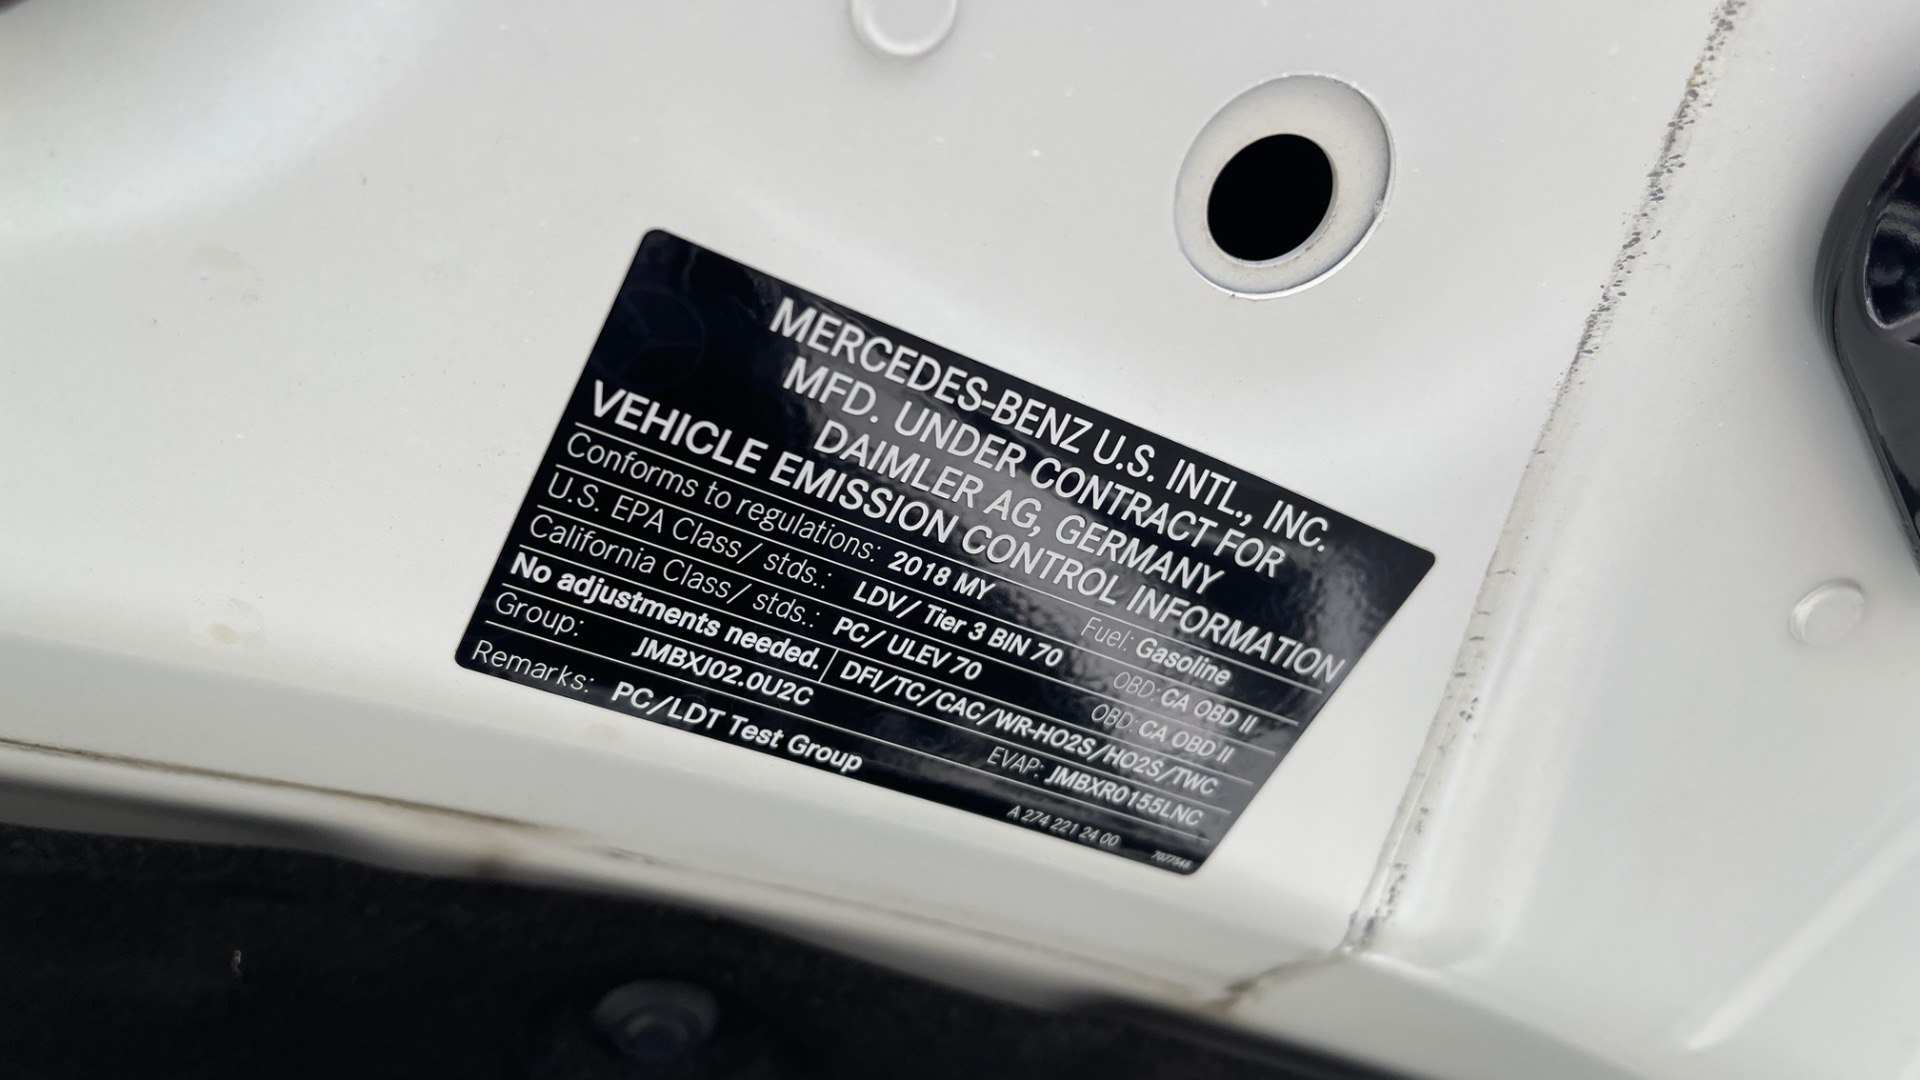 MERCEDES-BENZ U.S. INTL., INC.
MFD. UNDER CONTRACT FOR
DAIMLER AG, GERMANY
VEHICLE EMISSION CONTROL INFORMATION
Conforms to regulations: 2018 MY Fuel: Gasoline
U.S. EPA Class/ stds.: LDV/ Tier 3 BIN 70 OBD: CA OBD II
California Class/ stds.: PC/ ULEV 70 OBD: CA OBD II
No adjustments needed. DFI/TC/CAC/WR-HO2S/HO2S/TWC
Group: JMBXJ02.0U2C EVAP: JMBXR0155LNC
Remarks: PC/LDT Test Group
A 274 221 24 00